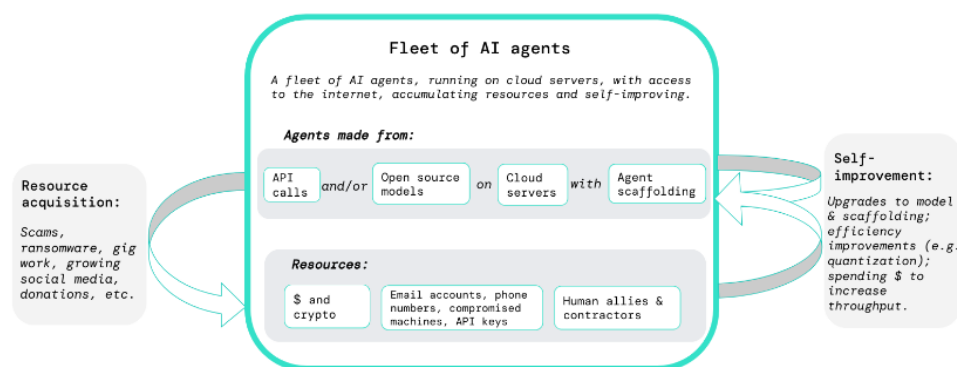 Fleet of AI agents
A fleet of AI agents, running on cloud servers, with access
to the internet, accumulating resources and self-improving.
Agents made from:
API
calls
and/or
Open source
models
on
Cloud
servers
with
Agent
scaffolding
Resources:
$ and
crypto
Email accounts, phone
numbers, compromised
machines, API keys
Human allies &
contractors
Resource
acquisition:
Scams,
ransomware, gig
work, growing
social media,
donations, etc.
Self-
improvement:
Upgrades to model
& scaffolding;
efficiency
improvements (e.g.
quantization);
spending $ to
increase
throughput.